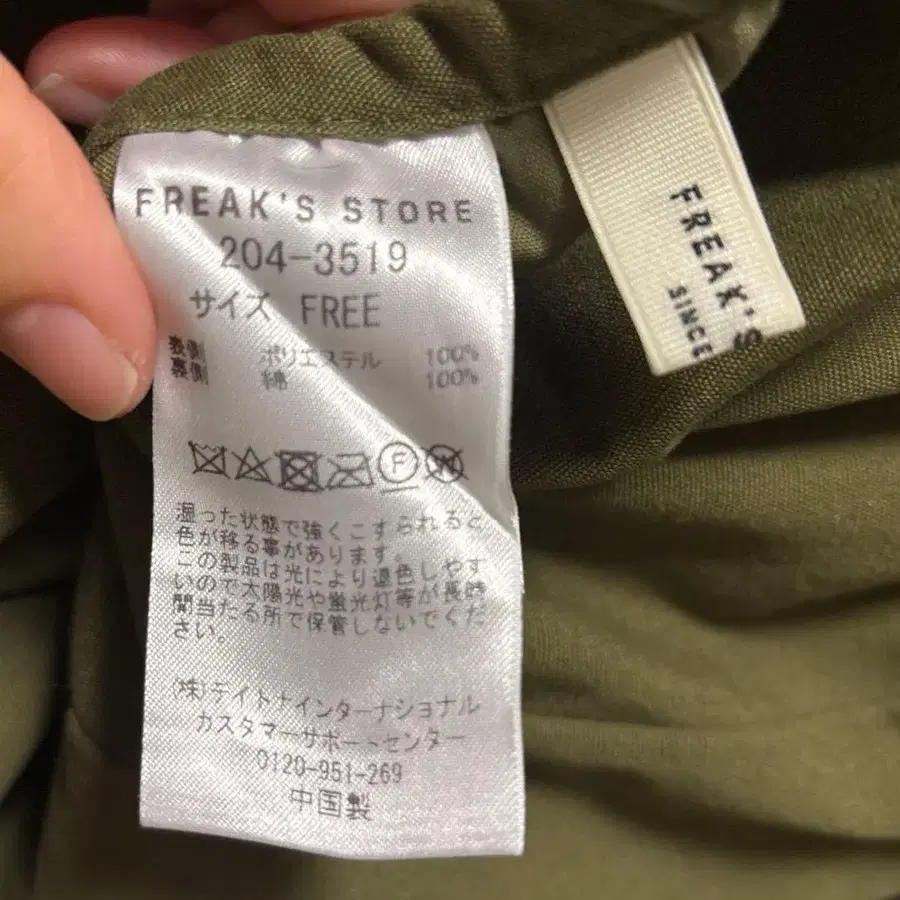 FREAK'S STORE
204-3519
サイズ FREE
表側 ポリエステル 100%
裏側 綿 100%
F W
湿った状態で強くこすられると
色が移る事があります。
この製品は光により退色しやす
いので太陽光や蛍光灯等が長時
間当たる所で保管しないでくだ
さい。
(株)デイトナインターナショナル
カスタマーサポートセンター
0120-951-269
中国製
FREAK'S
SINCE